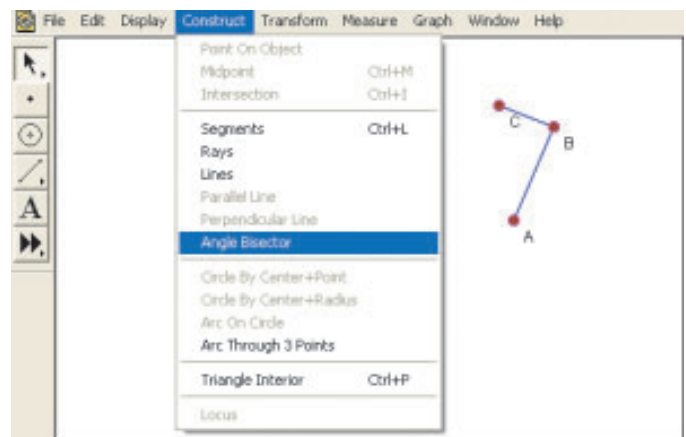 File Edit Display Construct Transform Measure Graph Window Help
Point On Object
Midpoint Ctrl+M
Intersection Ctrl+I
Segments Ctrl+L
Rays
Lines
Parallel Line
Perpendicular Line
Angle Bisector
Circle By Center+Point
Circle By Center+Radius
Arc On Circle
Arc Through 3 Points
Triangle Interior Ctrl+P
Locus
A
C
B
A